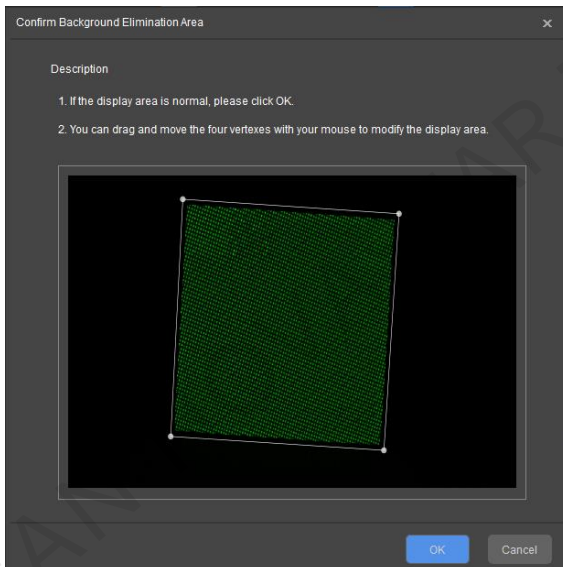 Confirm Background Elimination Area
Description
1. If the display area is normal, please click OK.
2. You can drag and move the four vertexes with your mouse to modify the display area.
OK
Cancel